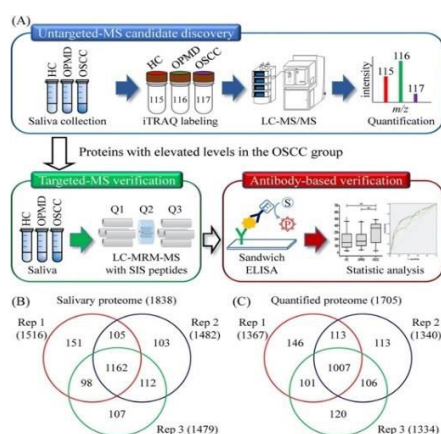 (A)
Untargeted-MS candidate discovery
HC
OPMD
OSCC
HC OPMD OSCC
115 116 117
Saliva collection
iTRAQ labeling
LC-MS/MS
intensity
115
116
117
m/z
Quantification
Proteins with elevated levels in the OSCC group
Targeted-MS verification
Antibody-based verification
HC
OPMD
OSCC
Q1 Q2 Q3
S
P
Saliva
LC-MRM-MS
with SIS peptides
Sandwich
ELISA
Statistic analysis
(B) Salivary proteome (1838)
Rep 1
(1516)
Rep 2
(1482)
151
105
103
1162
98
112
107
Rep 3 (1479)
(C) Quantified proteome (1705)
Rep 1
(1367)
Rep 2
(1340)
146
113
113
1007
101
106
120
Rep 3 (1334)